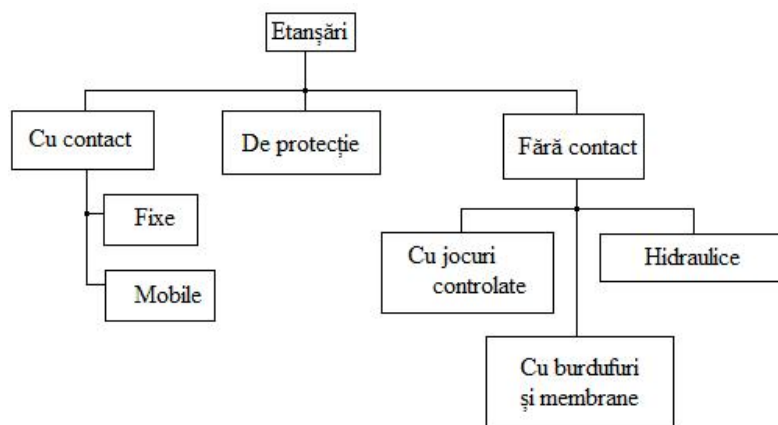 Etanșări
Cu contact
De protecție
Fără contact
Fixe
Mobile
Cu jocuri
controlate
Hidraulice
Cu burdufuri
și membrane